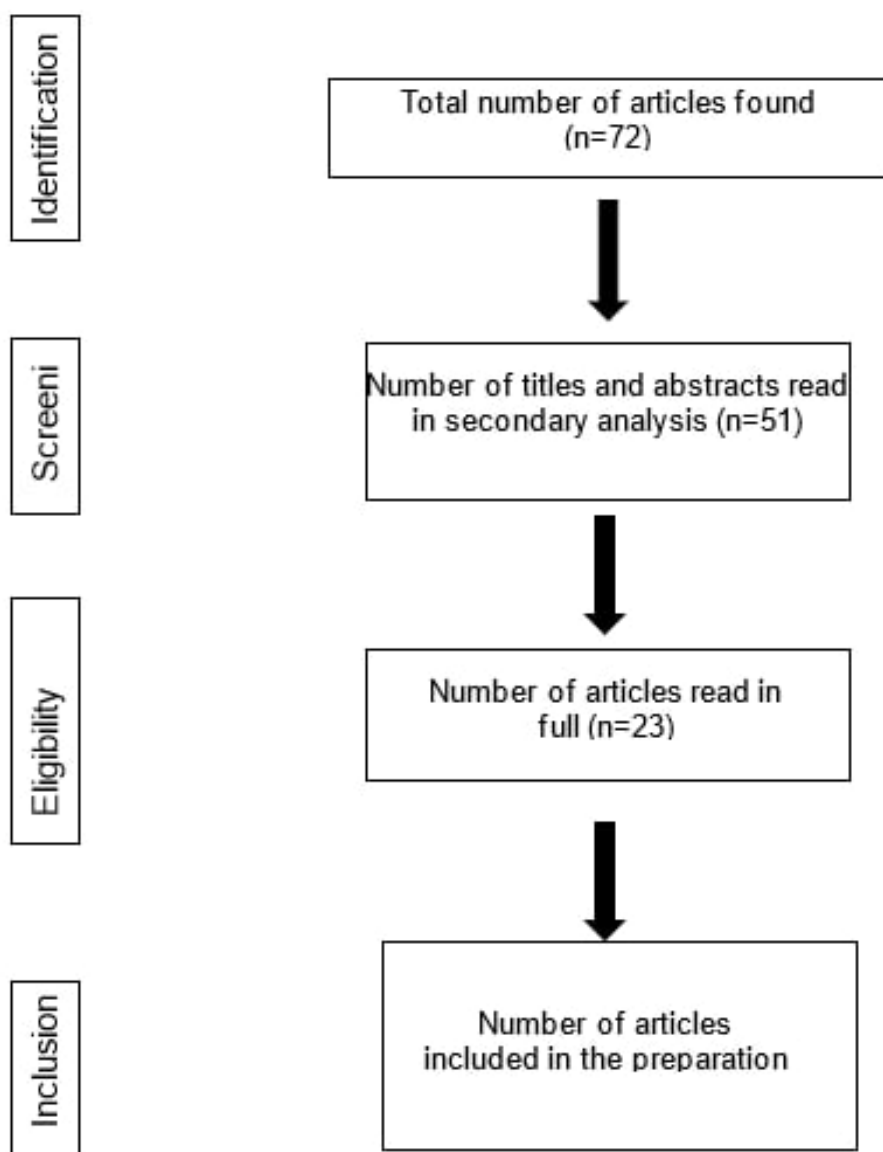 Identification
Total number of articles found
(n=72)
Screeni
Number of titles and abstracts read
in secondary analysis (n=51)
Eligibility
Number of articles read in
full (n=23)
Inclusion
Number of articles
included in the preparation